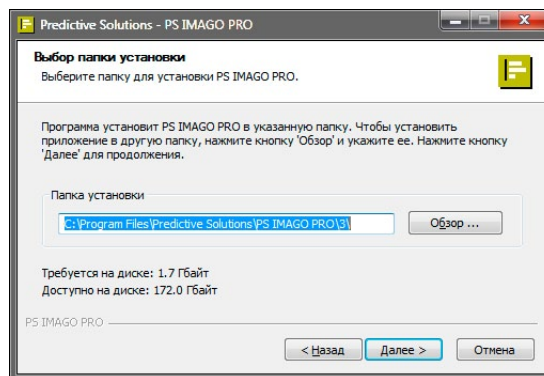 Predictive Solutions - PS IMAGO PRO
Выбор папки установки
Выберите папку для установки PS IMAGO PRO.
Программа установит PS IMAGO PRO в указанную папку. Чтобы установить
приложение в другую папку, нажмите кнопку 'Обзор' и укажите ее. Нажмите кнопку
'Далее' для продолжения.
Папка установки
C:\Program Files\Predictive Solutions\PS IMAGO PRO\3\
Обзор ...
Требуется на диске: 1.7 Гбайт
Доступно на диске: 172.0 Гбайт
PS IMAGO PRO
< Назад
Далее >
Отмена